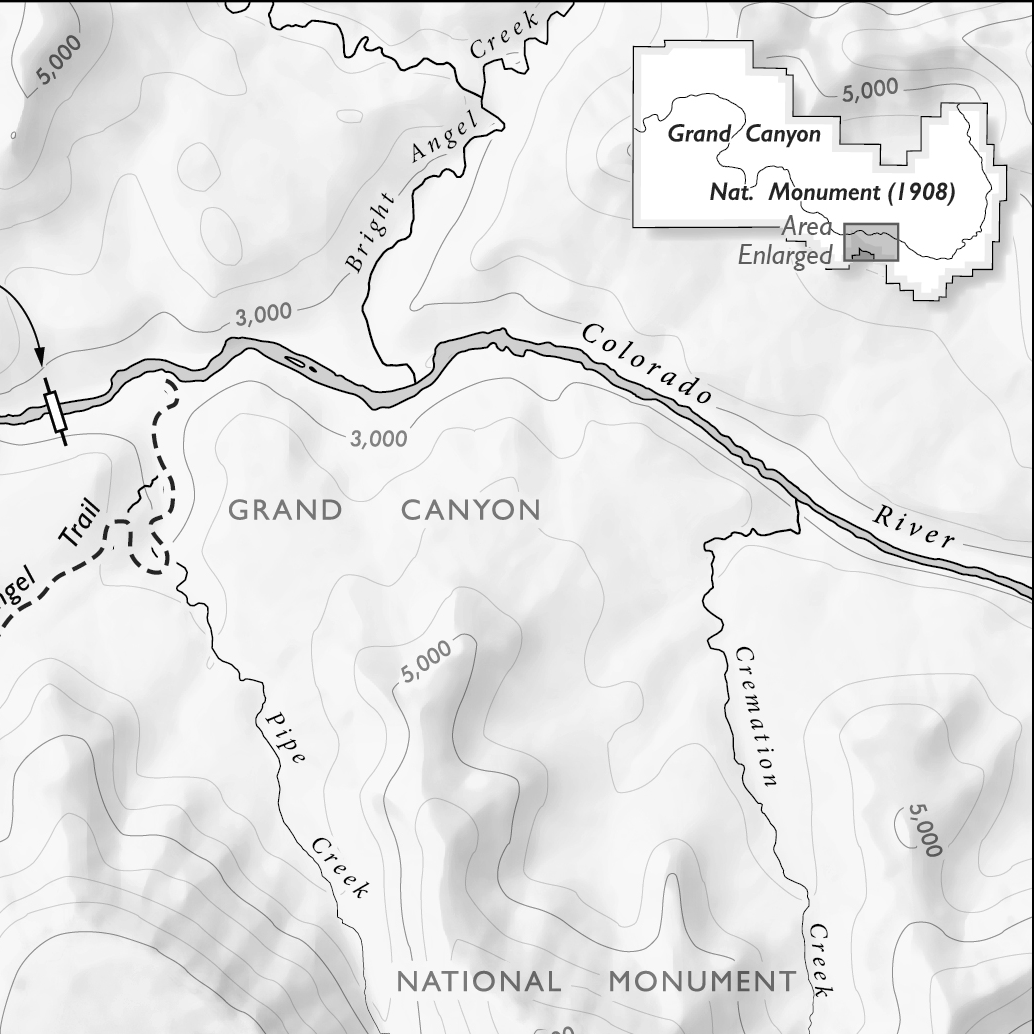 5,000
Creek
Angel
Bright
5,000
Grand Canyon
Nat. Monument (1908)
Area
Enlarged
3,000
Colorado
3,000
GRAND CANYON
River
Trail
5,000
Cremation
Pipe
5,000
Creek
Creek
NATIONAL MONUMENT